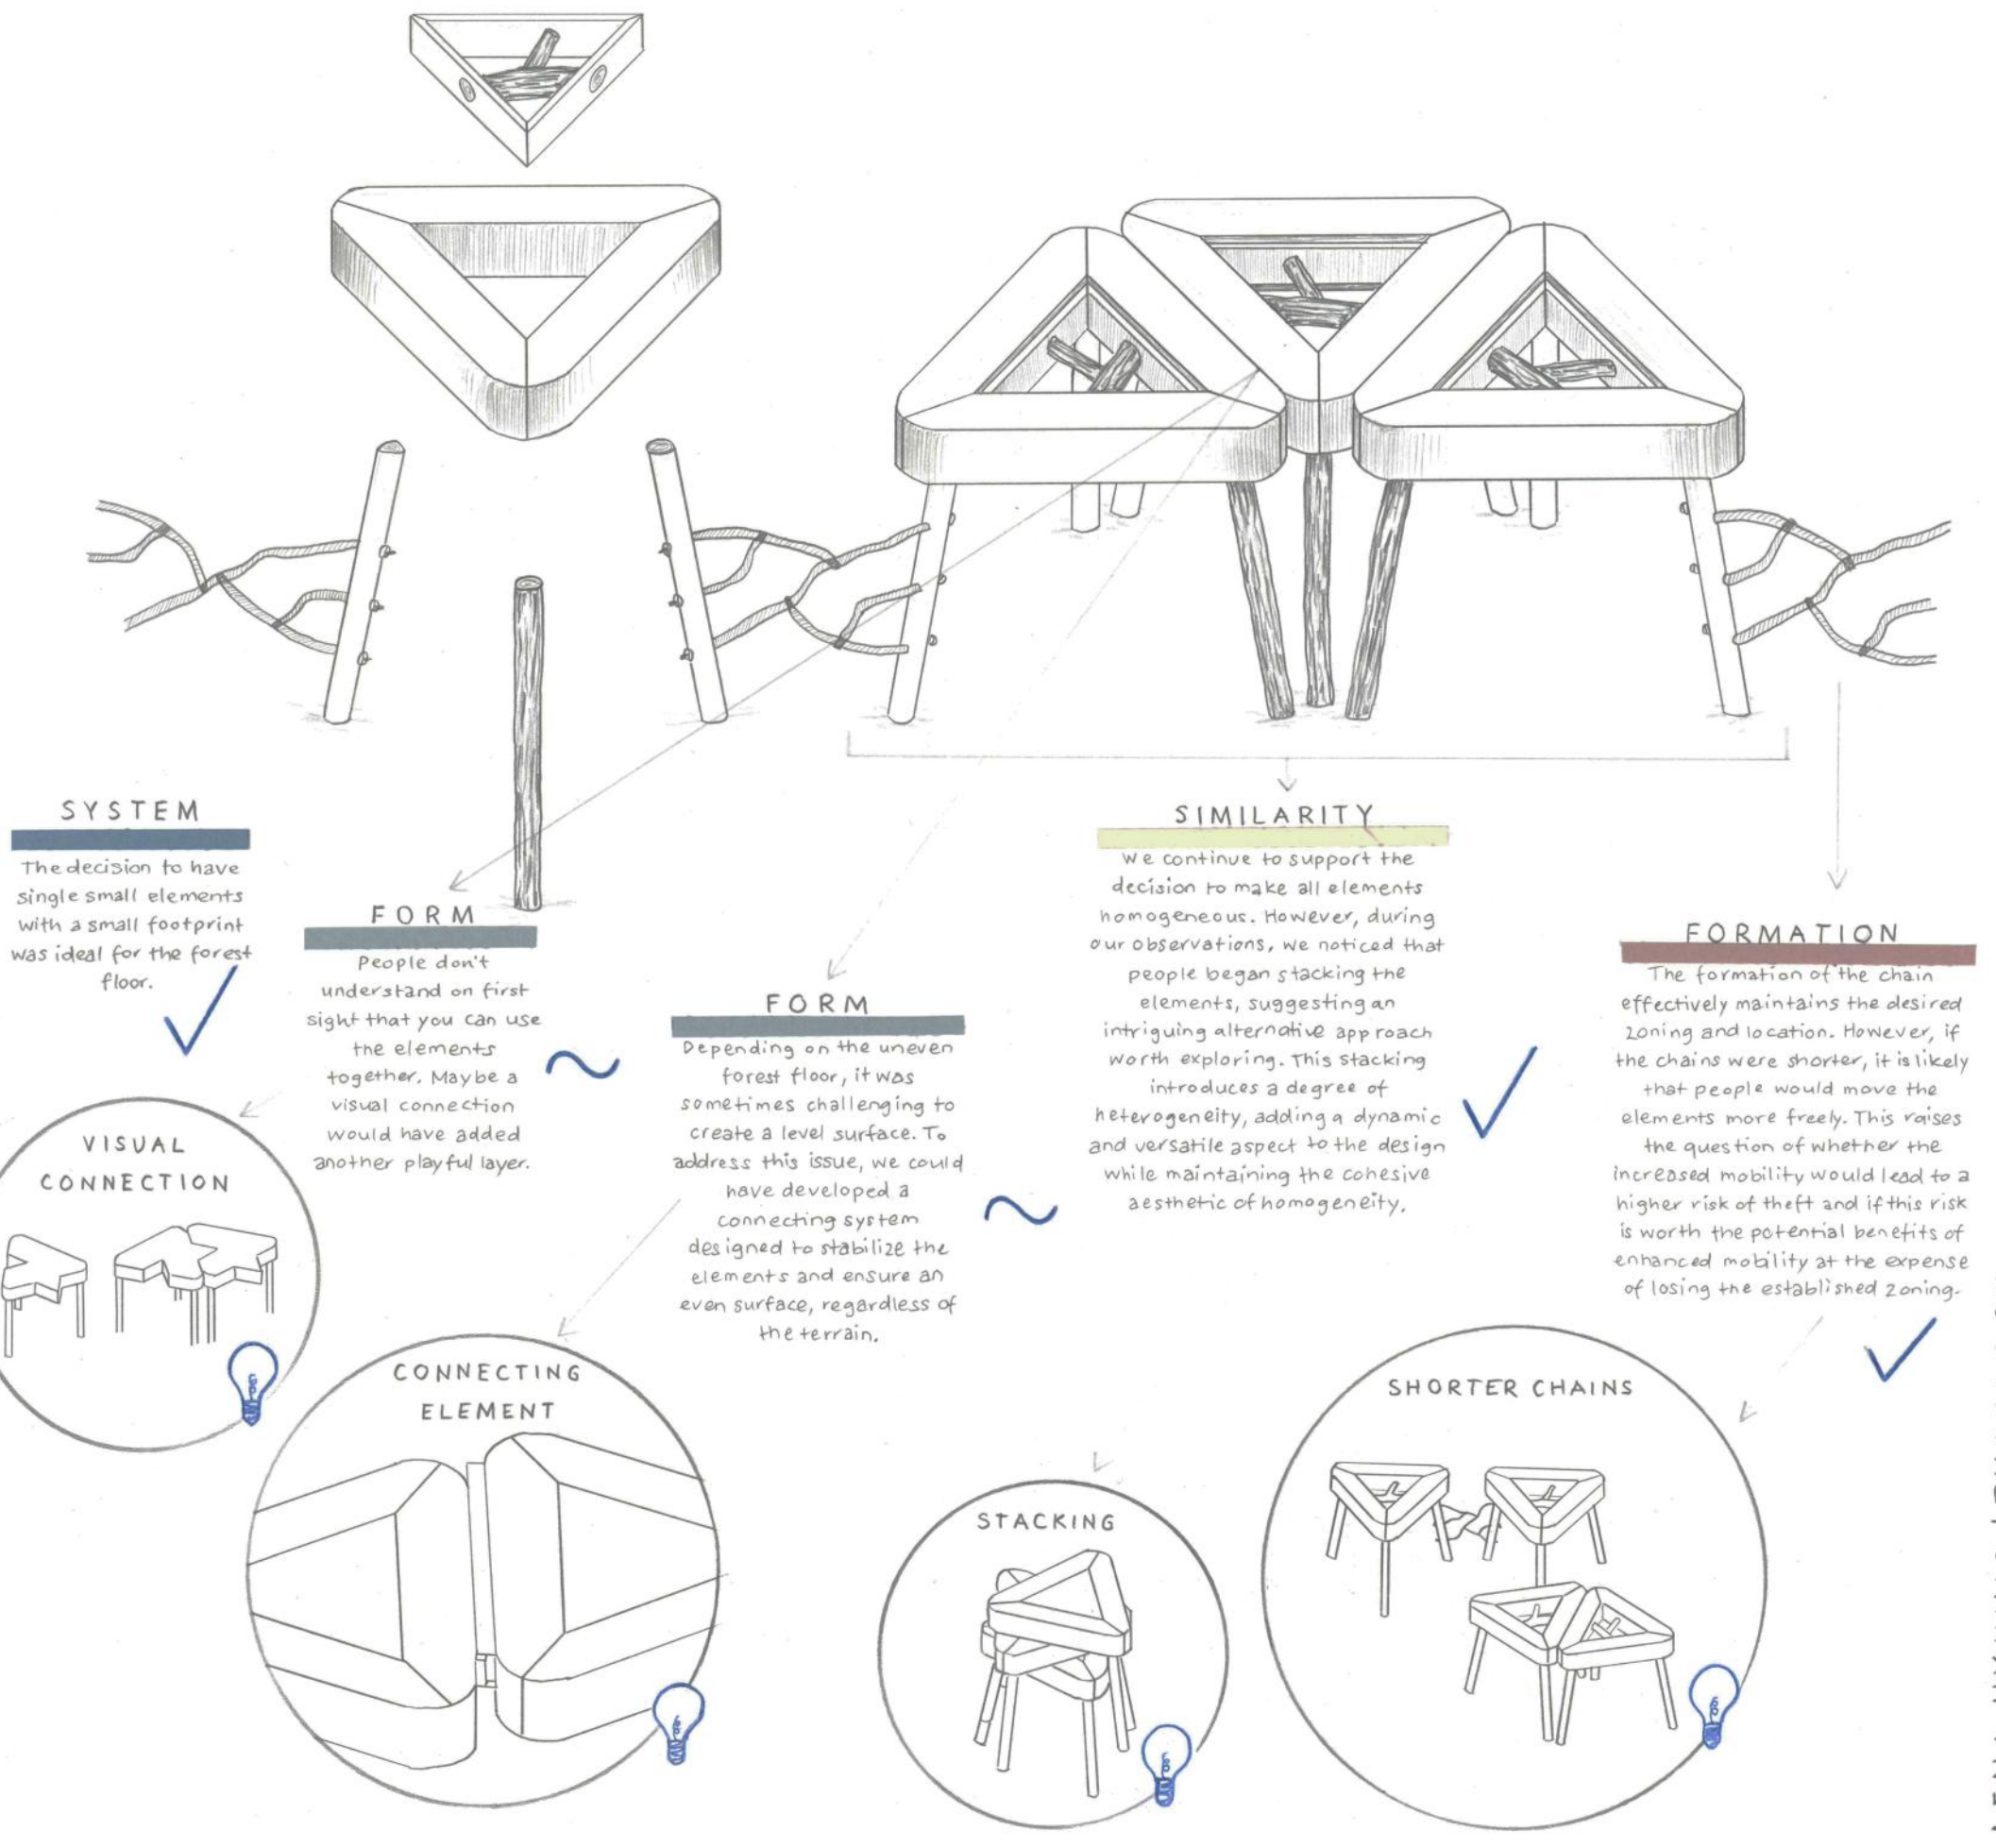 SYSTEM
The decision to have
single small elements
with a small footprint
was ideal for the forest
floor.
FORM
People don't
understand on first
sight that you can use
the elements
together. Maybe a
visual connection
would have added
another playful layer.
FORM
Depending on the uneven
forest floor, it was
sometimes challenging to
create a level surface. To
address this issue, we could
have developed a
connecting system
designed to stabilize the
elements and ensure an
even surface, regardless of
the terrain.
SIMILARITY
We continue to support the
decision to make all elements
homogeneous. However, during
our observations, we noticed that
people began stacking the
elements, suggesting an
intriguing alternative approach
worth exploring. This stacking
introduces a degree of
heterogeneity, adding a dynamic
and versatile aspect to the design
while maintaining the cohesive
aesthetic of homogeneity.
FORMATION
The formation of the chain
effectively maintains the desired
zoning and location. However, if
the chains were shorter, it is likely
that people would move the
elements more freely. This raises
the question of whether the
increased mobility would lead to a
higher risk of theft and if this risk
is worth the potential benefits of
enhanced mobility at the expense
of losing the established zoning.
VISUAL
CONNECTION
CONNECTING
ELEMENT
STACKING
SHORTER CHAINS